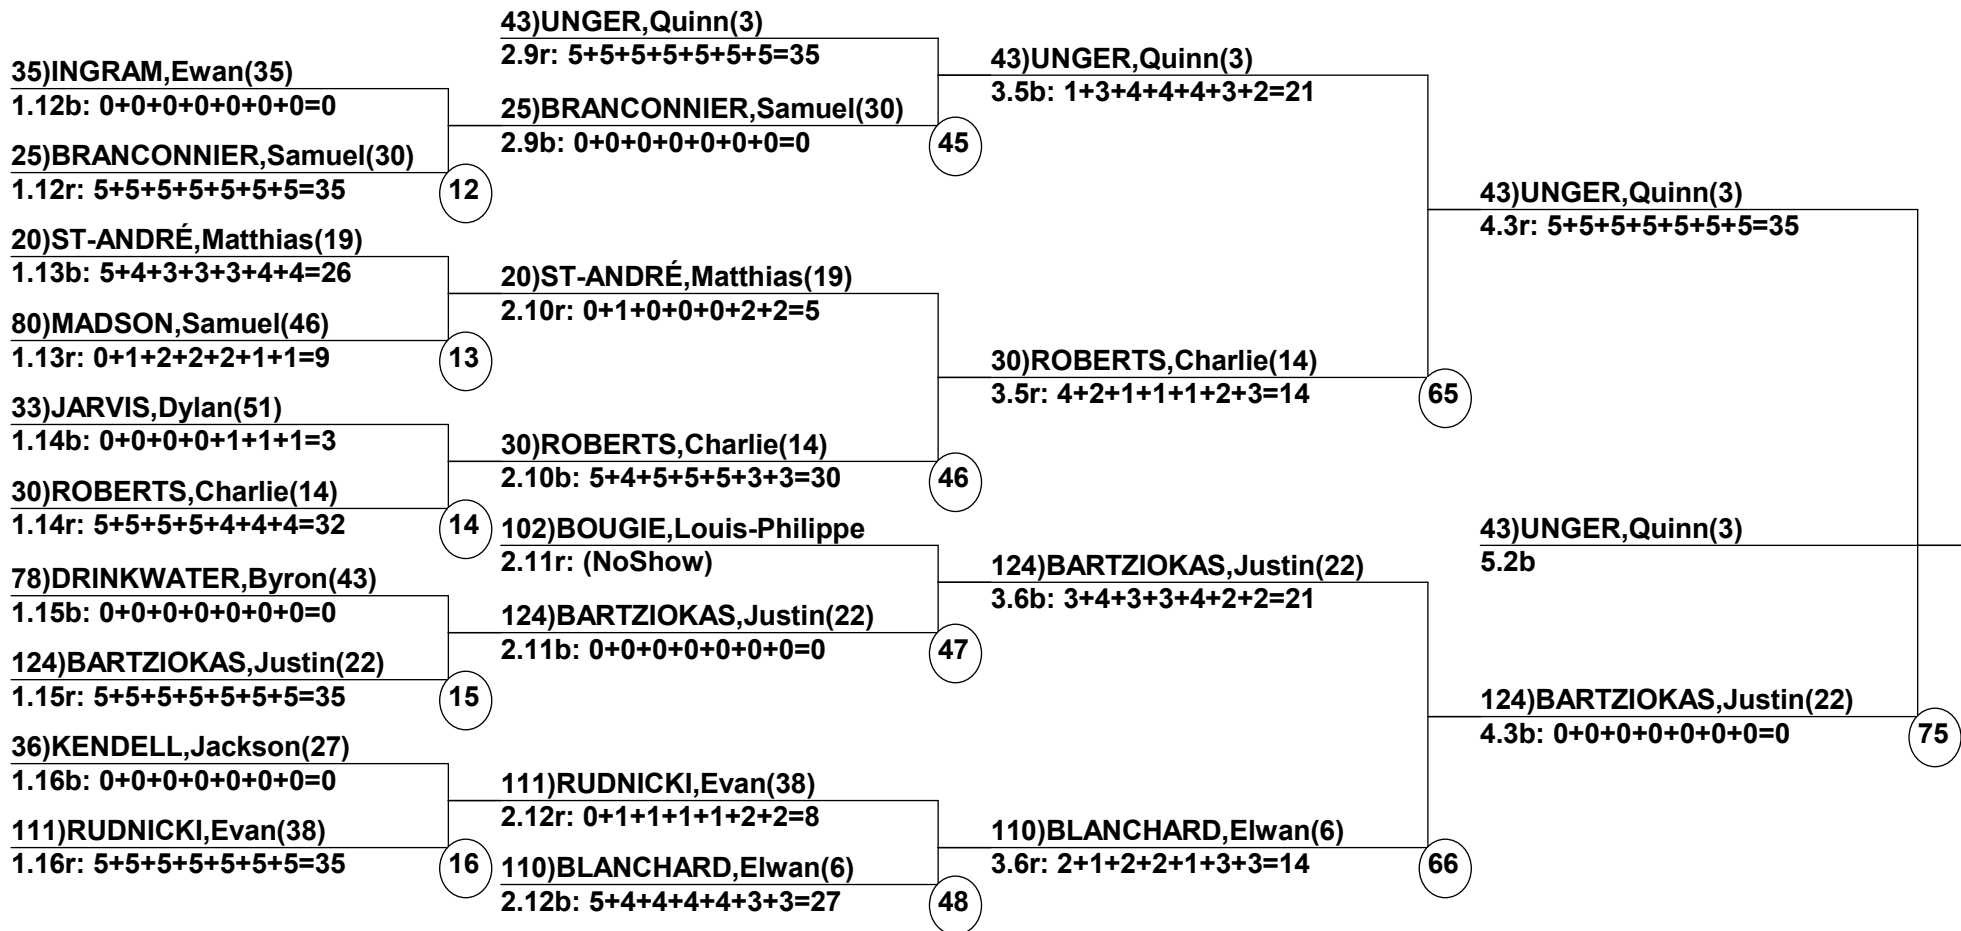 35)INGRAM,Ewan(35)
1.12b: 0+0+0+0+0+0+0=0
25)BRANCONNIER,Samuel(30)
1.12r: 5+5+5+5+5+5+5=35
12
20)ST-ANDRÉ,Matthias(19)
1.13b: 5+4+3+3+3+4+4=26
80)MADSON,Samuel(46)
1.13r: 0+1+2+2+2+1+1=9
13
33)JARVIS,Dylan(51)
1.14b: 0+0+0+0+1+1+1=3
30)ROBERTS,Charlie(14)
1.14r: 5+5+5+5+4+4+4=32
14
78)DRINKWATER,Byron(43)
1.15b: 0+0+0+0+0+0+0=0
124)BARTZIOKAS,Justin(22)
1.15r: 5+5+5+5+5+5+5=35
15
36)KENDELL,Jackson(27)
1.16b: 0+0+0+0+0+0+0=0
111)RUDNICKI,Evan(38)
1.16r: 5+5+5+5+5+5+5=35
16
43)UNGER,Quinn(3)
2.9r: 5+5+5+5+5+5+5=35
25)BRANCONNIER,Samuel(30)
2.9b: 0+0+0+0+0+0+0=0
45
20)ST-ANDRÉ,Matthias(19)
2.10r: 0+1+0+0+0+2+2=5
30)ROBERTS,Charlie(14)
2.10b: 5+4+5+5+5+3+3=30
46
102)BOUGIE,Louis-Philippe
2.11r: (NoShow)
124)BARTZIOKAS,Justin(22)
2.11b: 0+0+0+0+0+0+0=0
47
111)RUDNICKI,Evan(38)
2.12r: 0+1+1+1+1+2+2=8
110)BLANCHARD,Elwan(6)
2.12b: 5+4+4+4+4+3+3=27
48
43)UNGER,Quinn(3)
3.5b: 1+3+4+4+4+3+2=21
30)ROBERTS,Charlie(14)
3.5r: 4+2+1+1+1+2+3=14
65
124)BARTZIOKAS,Justin(22)
3.6b: 3+4+3+3+4+2+2=21
110)BLANCHARD,Elwan(6)
3.6r: 2+1+2+2+1+3+3=14
66
43)UNGER,Quinn(3)
4.3r: 5+5+5+5+5+5+5=35
43)UNGER,Quinn(3)
5.2b
124)BARTZIOKAS,Justin(22)
4.3b: 0+0+0+0+0+0+0=0
75